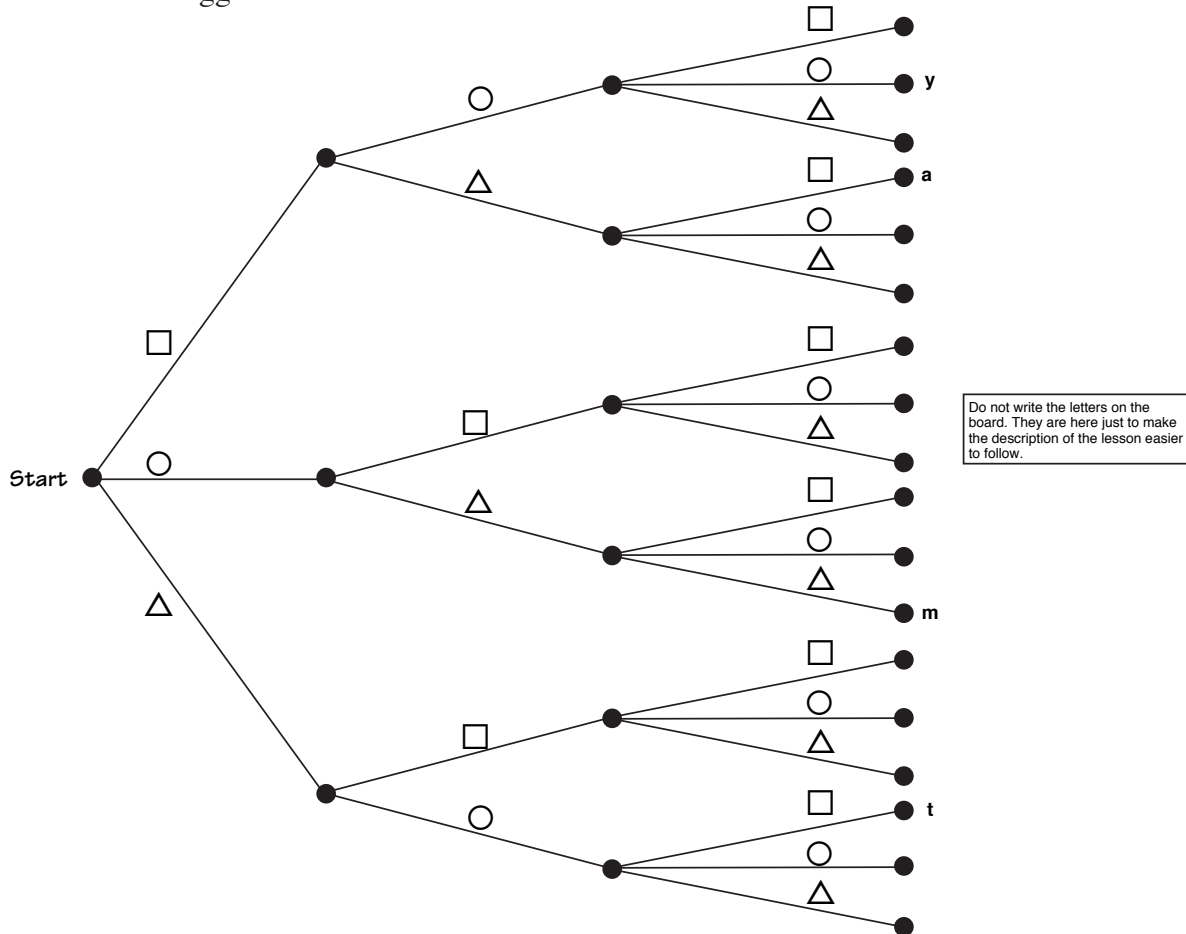 y
a
Do not write the letters on the
board. They are here just to make
the description of the lesson easier
to follow.
Start
m
t